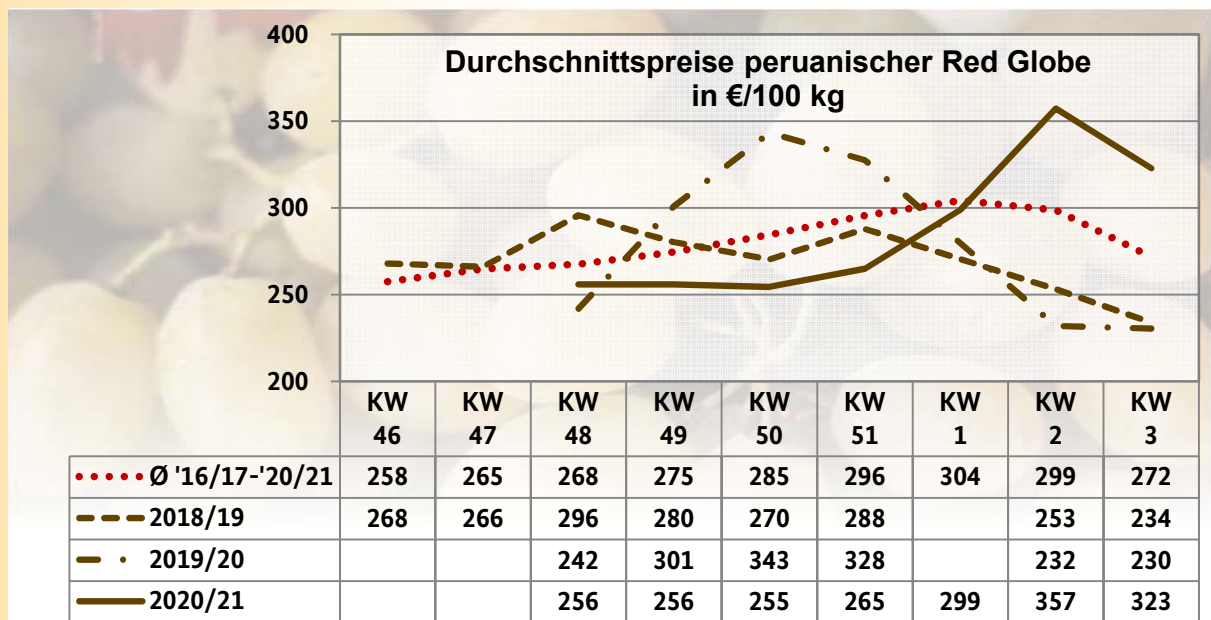 Durchschnittspreise peruanischer Red Globe
in €/100 kg
400
350
300
250
200
KW 46 KW 47 KW 48 KW 49 KW 50 KW 51 KW 1 KW 2 KW 3
Ø '16/17-'20/21 258 265 268 275 285 296 304 299 272
2018/19 268 266 296 280 270 288 253 234
2019/20 242 301 343 328 232 230
2020/21 256 256 255 265 299 357 323